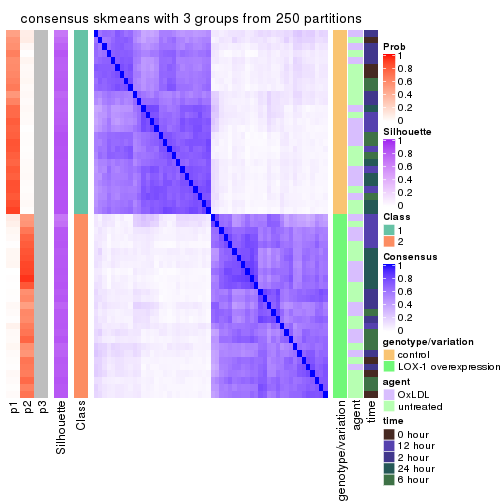 consensus skmeans with 3 groups from 250 partitions
Prob
1
0.8
0.6
0.4
0.2
0
Silhouette
1
0.8
0.6
0.4
0.2
0
Class
1
2
Consensus
1
0.8
0.6
0.4
0.2
0
genotype/variation
control
LOX-1 overexpression
agent
OxLDL
untreated
time
0 hour
12 hour
2 hour
24 hour
6 hour
p1
p2
p3
Silhouette
Class
genotype/variation
agent
time